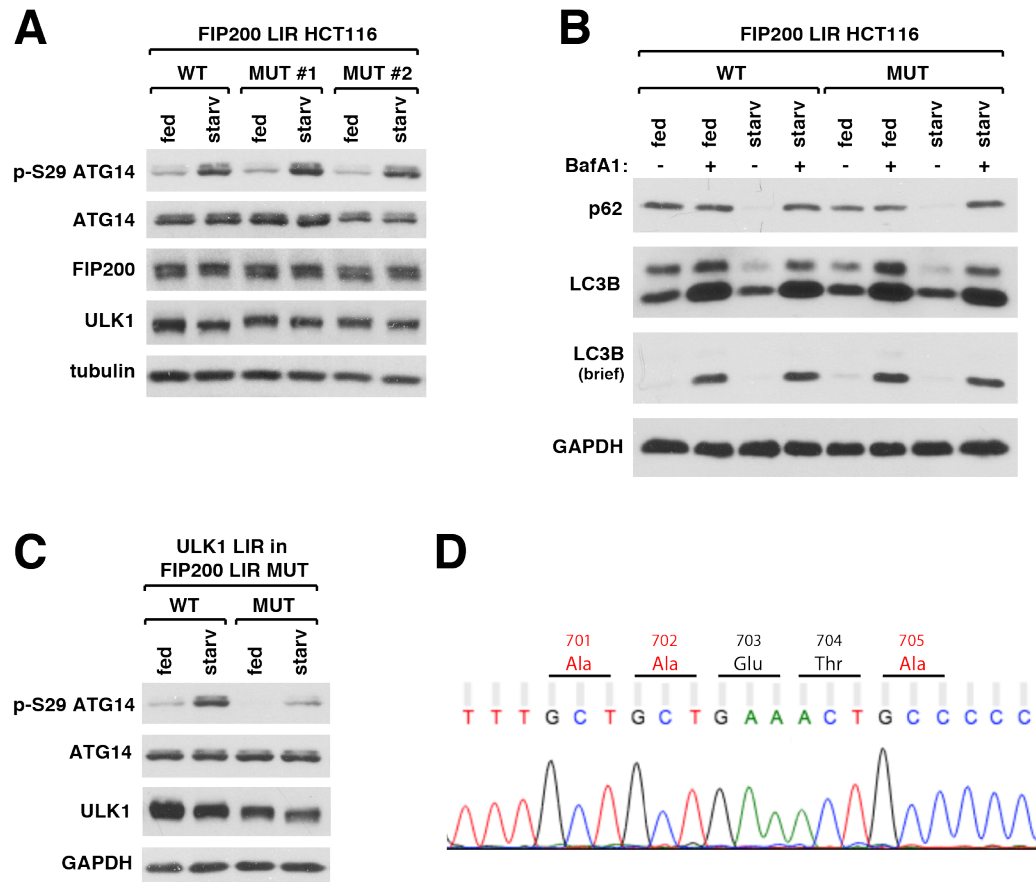 A
FIP200 LIR HCT116
WT MUT #1 MUT #2
fed starv fed starv fed starv
p-S29 ATG14
ATG14
FIP200
ULK1
tubulin
B
FIP200 LIR HCT116
WT MUT
fed fed starv starv fed fed starv starv
BafA1: - + - + - + - +
p62
LC3B
LC3B
(brief)
GAPDH
C
ULK1 LIR in
FIP200 LIR MUT
WT MUT
fed starv fed starv
p-S29 ATG14
ATG14
ULK1
GAPDH
D
701 702 703 704 705
Ala Ala Glu Thr Ala
T T T G C T G C T G A A A C T G C C C C C